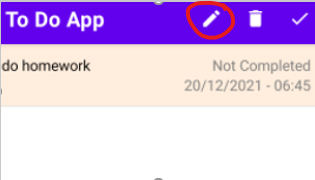 To Do App
do homework
Not Completed
20/12/2021 - 06:45